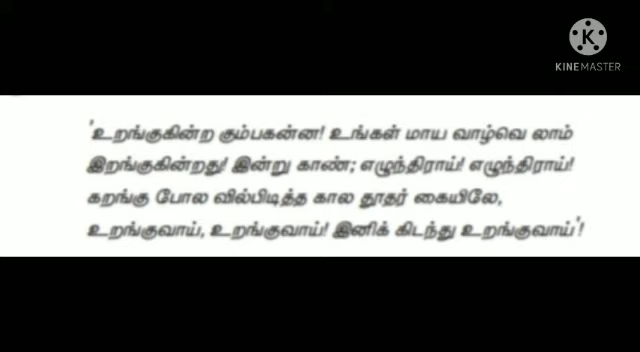 KINEMASTER
'உறங்குகின்ற கும்பகன்ன! உங்கள் மாய வாழ்வெ லாம்
இறங்குகின்றது! இன்று காண்; எழுந்திராய்! எழுந்திராய்!
கறங்கு போல வில்பிடித்த கால தூதர் கையிலே,
உறங்குவாய், உறங்குவாய்! இனிக் கிடந்து உறங்குவாய்'!